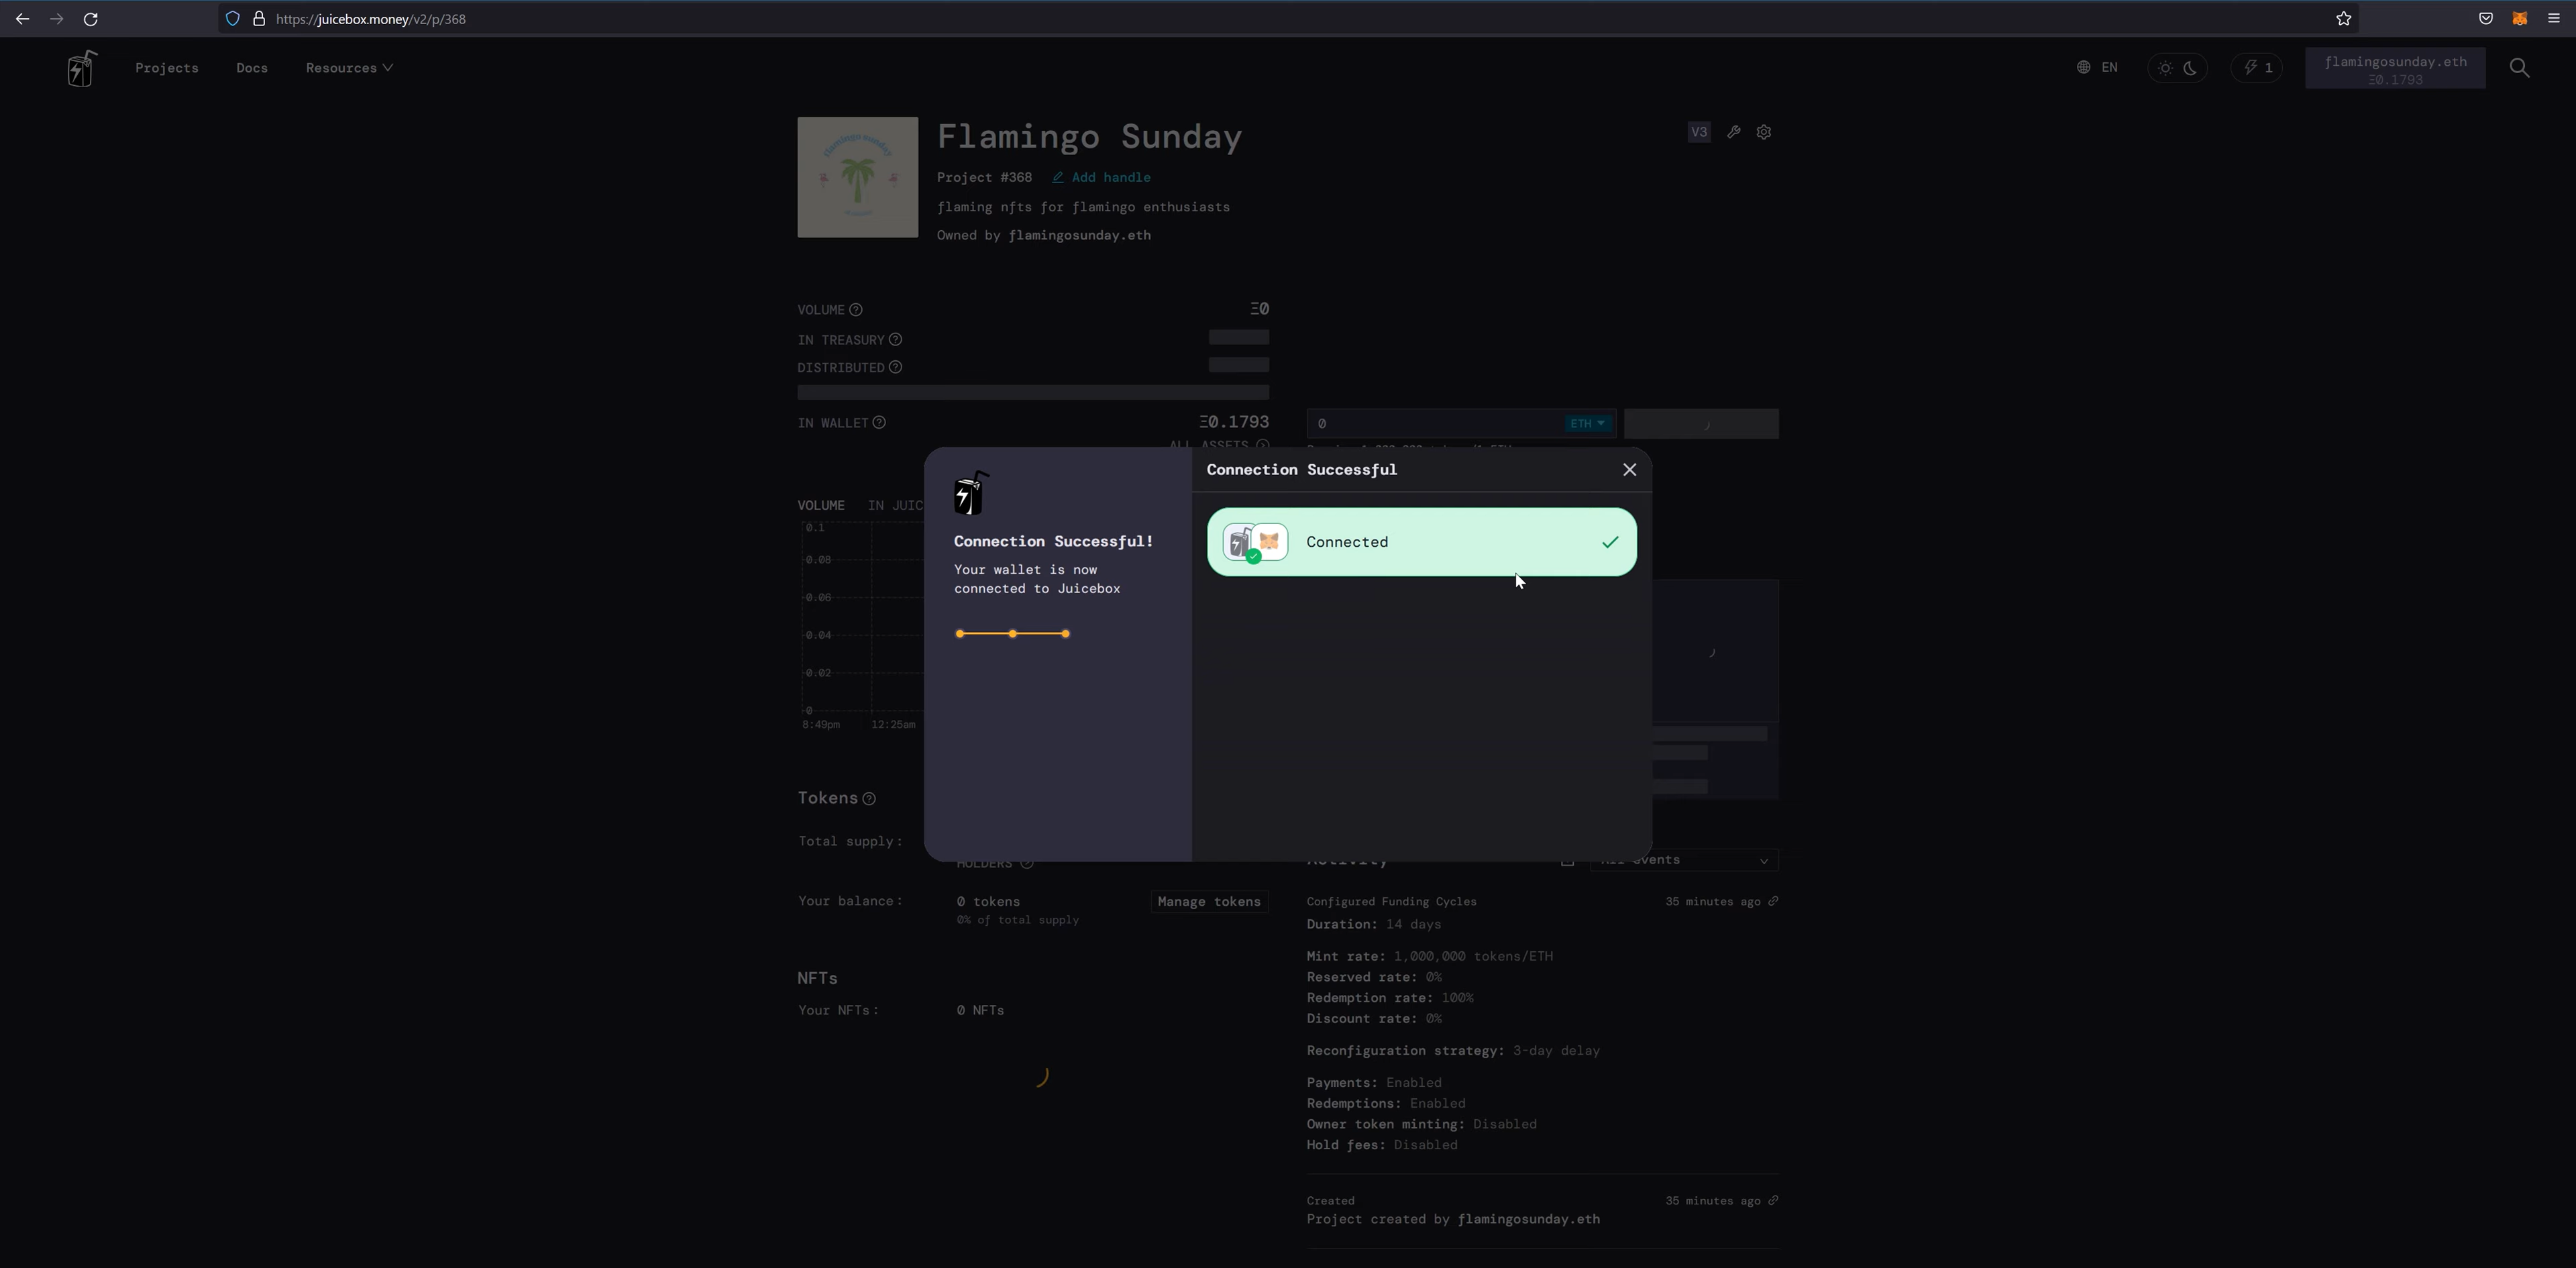 https://juicebox.money/v2/p/368
Projects
Docs
Resources
EN
1
flamingosunday.eth
Ξ0.1793
flamingo sunday
Flamingo Sunday
V3
Project #368
Add handle
flaming nfts for flamingo enthusiasts
Owned by flamingosunday.eth
VOLUME
Ξ0
IN TREASURY
DISTRIBUTED
IN WALLET
Ξ0.1793
0
ETH
Connection Successful
VOLUME
0.1
Connected
Connection Successful!
0.08
Your wallet is now
connected to Juicebox
0.06
0.04
0.02
0
8:49pm
12:25am
Tokens
Total supply:
HOLDERS
Activity
All events
Your balance:
0 tokens
Manage tokens
0% of total supply
Configured Funding Cycles
35 minutes ago
Duration: 14 days
Mint rate: 1,000,000 tokens/ETH
Reserved rate: 0%
Redemption rate: 100%
Discount rate: 0%
NFTs
Your NFTs:
0 NFTs
Reconfiguration strategy: 3-day delay
Payments: Enabled
Redemptions: Enabled
Owner token minting: Disabled
Hold fees: Disabled
Created
35 minutes ago
Project created by flamingosunday.eth